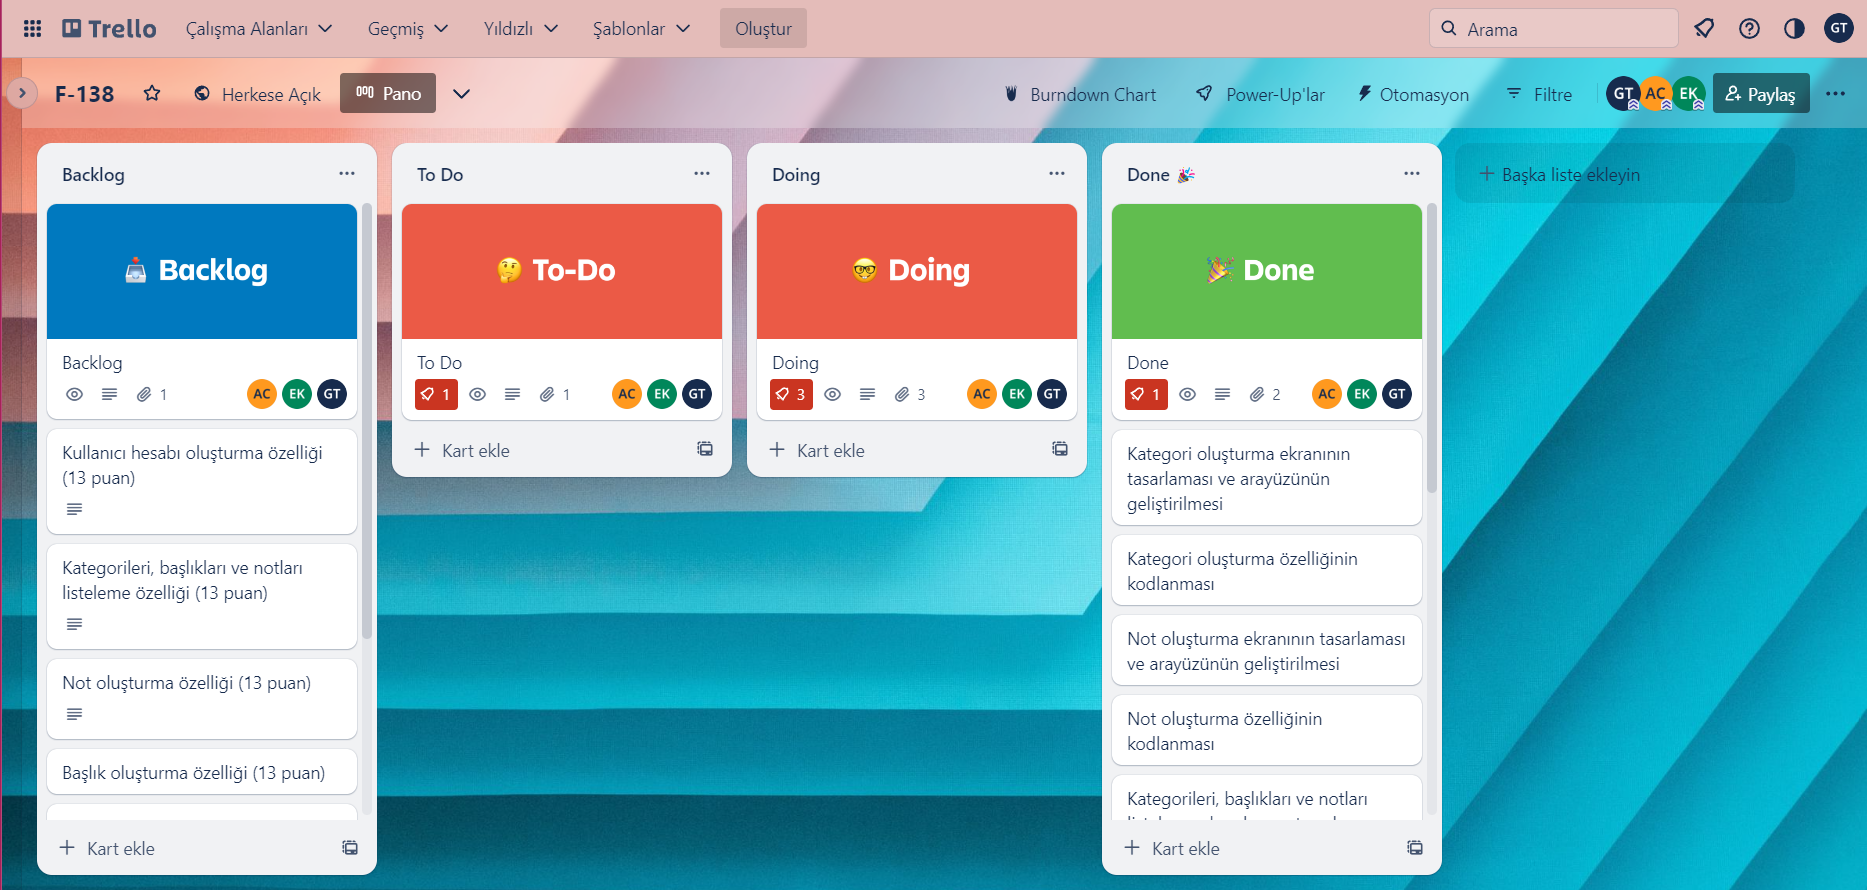 Trello
Çalışma Alanları
Geçmiş
Yıldızlı
Şablonlar
Oluştur
Arama
GT
F-138
Herkese Açık
Pano
Burndown Chart
Power-Up'lar
Otomasyon
Filtre
GT
AC
EK
Paylaş
Backlog
Backlog
Backlog
1
AC
EK
GT
Kullanıcı hesabı oluşturma özelliği
(13 puan)
Kategorileri, başlıkları ve notları
listeleme özelliği (13 puan)
Not oluşturma özelliği (13 puan)
Başlık oluşturma özelliği (13 puan)
Kart ekle
To Do
To-Do
To Do
1
1
AC
EK
GT
Kart ekle
Doing
Doing
Doing
3
3
AC
EK
GT
Kart ekle
Done
Done
Done
1
2
AC
EK
GT
Kategori oluşturma ekranının
tasarlaması ve arayüzünün
geliştirilmesi
Kategori oluşturma özelliğinin
kodlanması
Not oluşturma ekranının tasarlaması
ve arayüzünün geliştirilmesi
Not oluşturma özelliğinin
kodlanması
Kategorileri, başlıkları ve notları
Kart ekle
Başka liste ekleyin